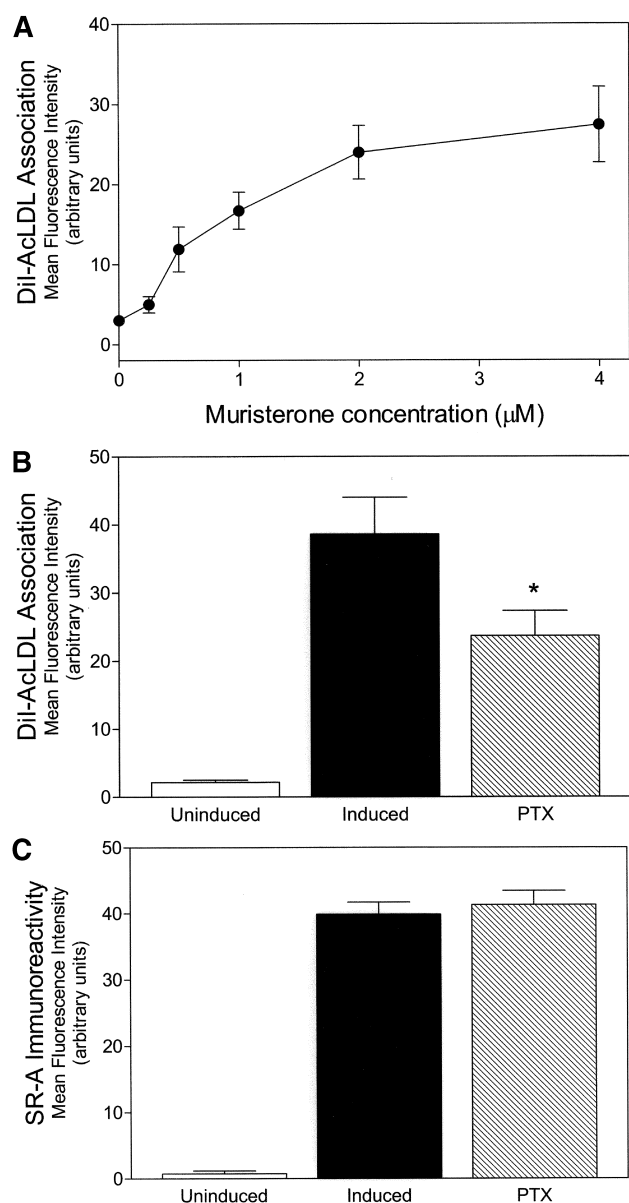 A
DiI-AcLDL Association
Mean Fluorescence Intensity
(arbitrary units)
40
30
20
10
0
0 1 2 3 4
Muristerone concentration (μM)
B
DiI-AcLDL Association
Mean Fluorescence Intensity
(arbitrary units)
50
40
30
20
10
0
*
Uninduced Induced PTX
C
SR-A Immunoreactivity
Mean Fluorescence Intensity
(arbitrary units)
50
40
30
20
10
0
Uninduced Induced PTX